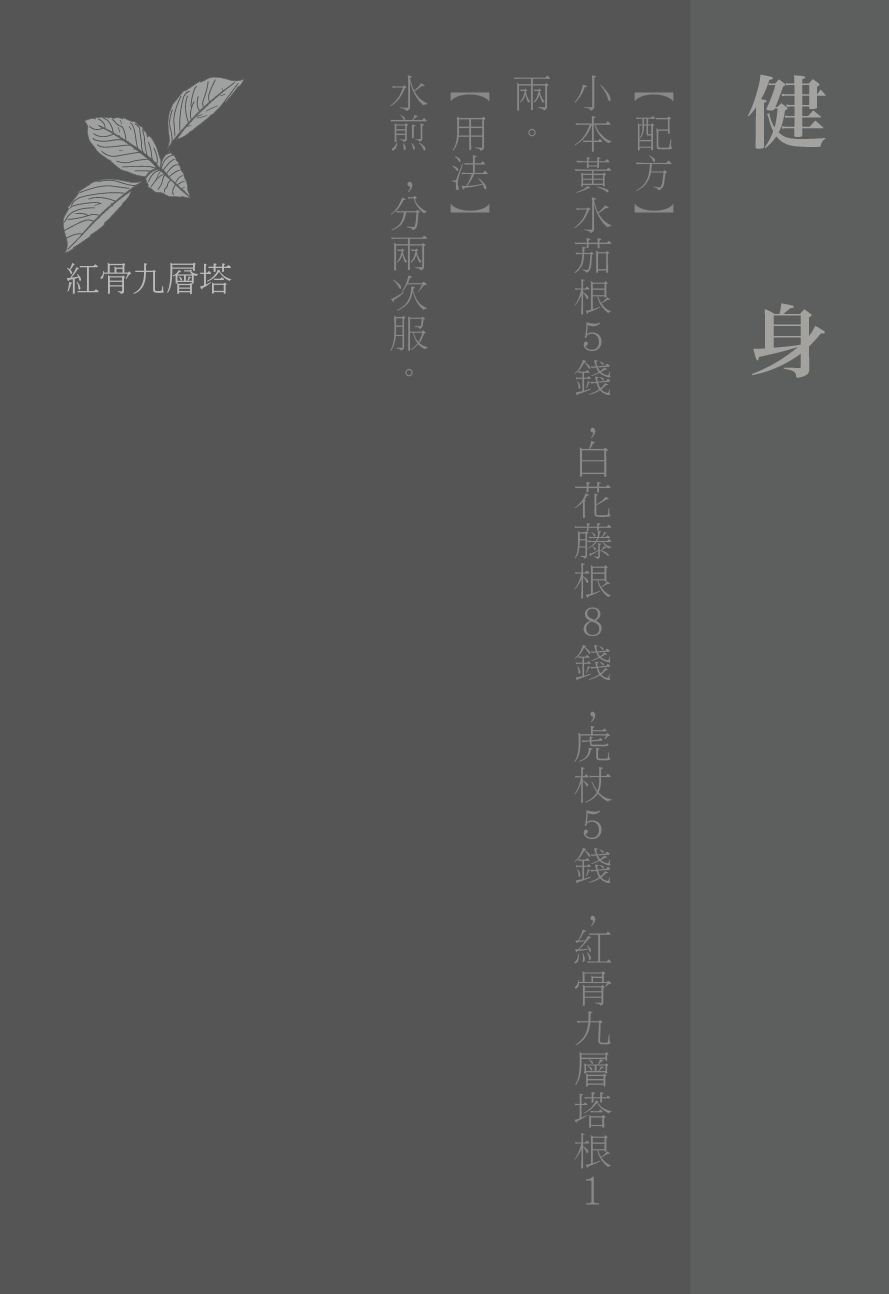 健身
【配方】
小本黃水茄根5錢，白花藤根8錢，虎杖5錢，紅骨九層塔根1
兩。
【用法】
水煎，分兩次服。
紅骨九層塔